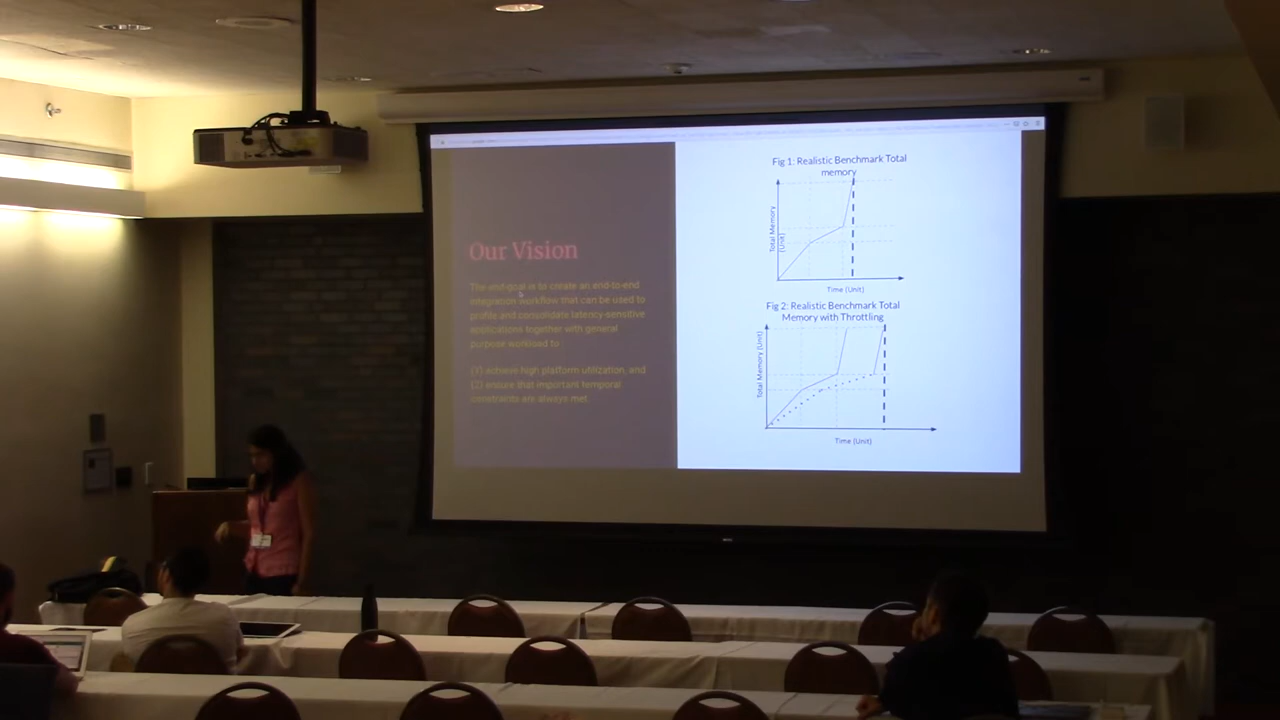 Our Vision
The end-goal is to create an end-to-end
integration workflow that can be used to
profile and consolidate latency-sensitive
applications together with general
purpose workload to
(1) achieve high platform utilization, and
(2) ensure that important temporal
constraints are always met
Fig 1: Realistic Benchmark Total
memory
Total Memory
(Unit)
Time (Unit)
Fig 2: Realistic Benchmark Total
Memory with Throttling
Total Memory (Unit)
Time (Unit)